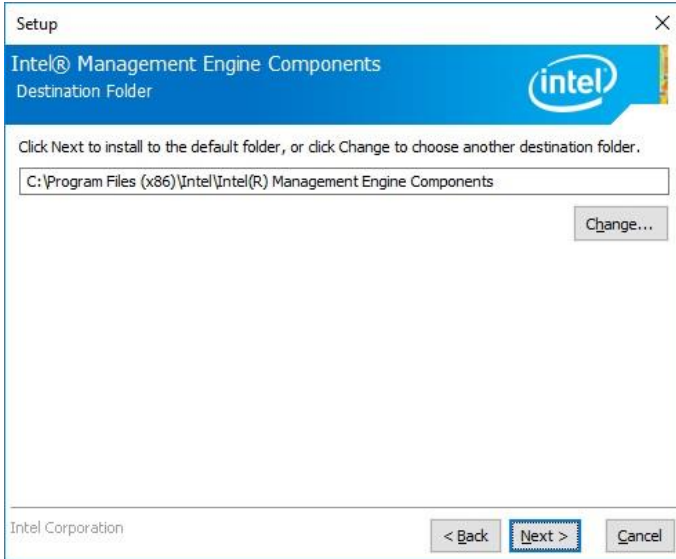 Setup
Intel® Management Engine Components
Destination Folder
intel
Click Next to install to the default folder, or click Change to choose another destination folder.
C:\Program Files (x86)\Intel\Intel(R) Management Engine Components
Change...
Intel Corporation
< Back
Next >
Cancel